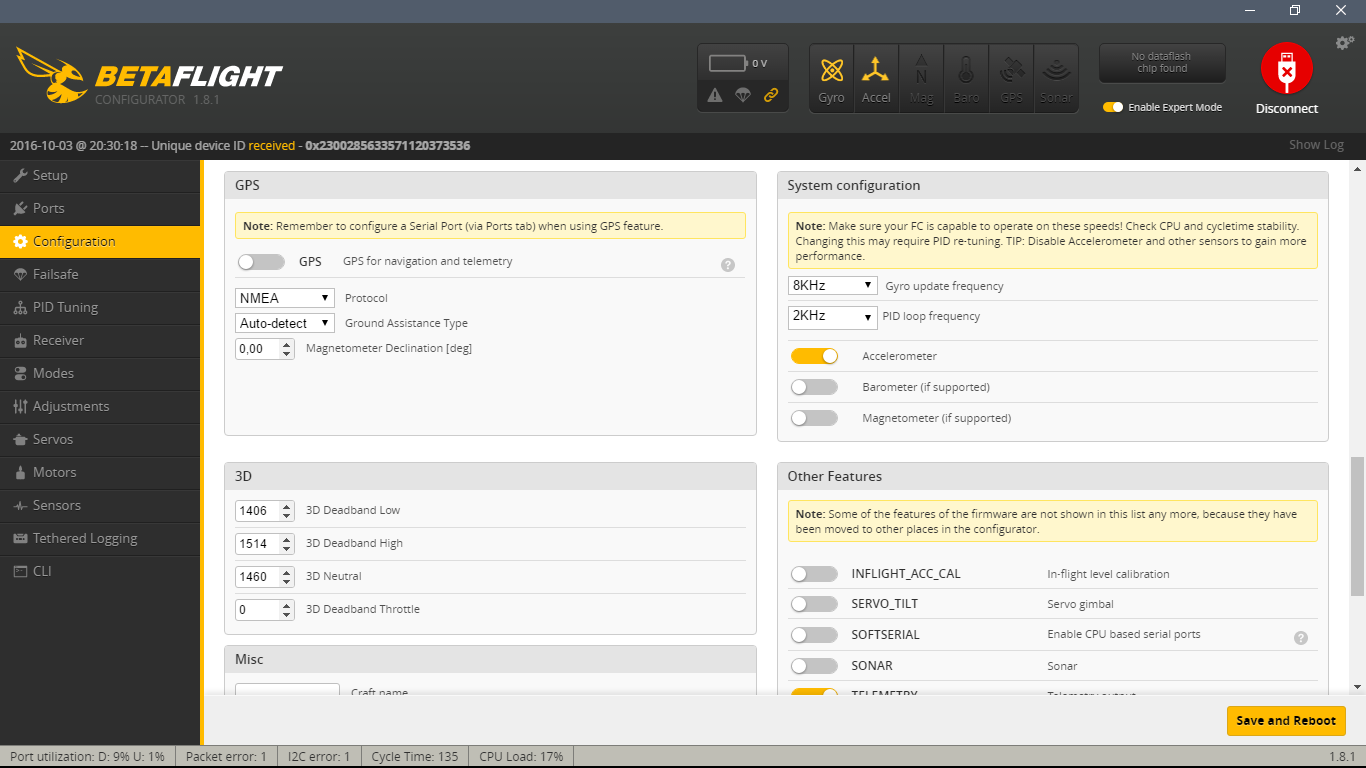 BETAFLIGHT
CONFIGURATOR 1.8.1
0 V
Gyro
Accel
Mag
Baro
GPS
Sonar
No dataflash
chip found
Enable Expert Mode
Disconnect
2016-10-03 @ 20:30:18 -- Unique device ID received - 0x2300285633571120373536
Show Log
Setup
Ports
Configuration
Failsafe
PID Tuning
Receiver
Modes
Adjustments
Servos
Motors
Sensors
Tethered Logging
CLI
GPS
Note: Remember to configure a Serial Port (via Ports tab) when using GPS feature.
GPS GPS for navigation and telemetry ?
NMEA Protocol
Auto-detect Ground Assistance Type
0,00 Magnetometer Declination [deg]
System configuration
Note: Make sure your FC is capable to operate on these speeds! Check CPU and cycletime stability.
Changing this may require PID re-tuning. TIP: Disable Accelerometer and other sensors to gain more
performance.
8KHz Gyro update frequency
2KHz PID loop frequency
Accelerometer
Barometer (if supported)
Magnetometer (if supported)
3D
1406 3D Deadband Low
1514 3D Deadband High
1460 3D Neutral
0 3D Deadband Throttle
Misc
Craft name
Other Features
Note: Some of the features of the firmware are not shown in this list any more, because they have
been moved to other places in the configurator.
INFLIGHT_ACC_CAL In-flight level calibration
SERVO_TILT Servo gimbal
SOFTSERIAL Enable CPU based serial ports ?
SONAR Sonar
TELEMETRY Telemetry output
Save and Reboot
Port utilization: D: 9% U: 1% Packet error: 1 I2C error: 1 Cycle Time: 135 CPU Load: 17% 1.8.1